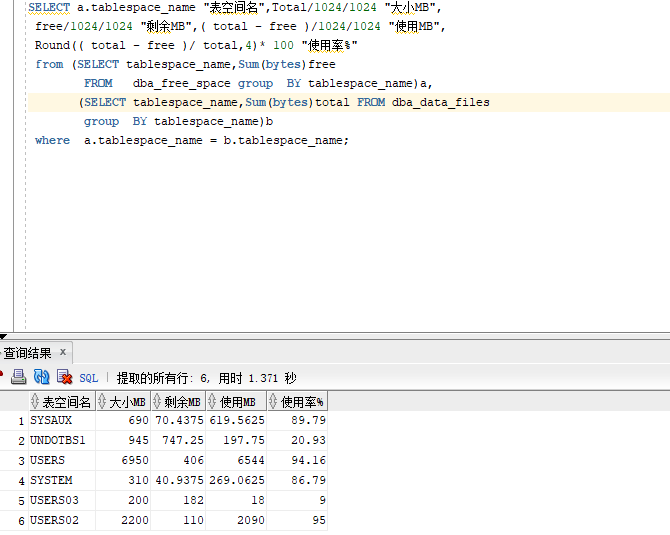 SELECT a.tablespace_name "表空间名",Total/1024/1024 "大小MB",
free/1024/1024 "剩余MB",( total - free )/1024/1024 "使用MB",
Round(( total - free )/ total,4)* 100 "使用率%"
from (SELECT tablespace_name,Sum(bytes)free
FROM   dba_free_space group  BY tablespace_name)a,
(SELECT tablespace_name,Sum(bytes)total FROM dba_data_files
group  BY tablespace_name)b
where  a.tablespace_name = b.tablespace_name;
查询结果 x
SQL | 提取的所有行: 6, 用时 1.371 秒
表空间名 大小MB 剩余MB 使用MB 使用率%
1 SYSAUX 690 70.4375 619.5625 89.79
2 UNDOTBS1 945 747.25 197.75 20.93
3 USERS 6950 406 6544 94.16
4 SYSTEM 310 40.9375 269.0625 86.79
5 USERS03 200 182 18 9
6 USERS02 2200 110 2090 95